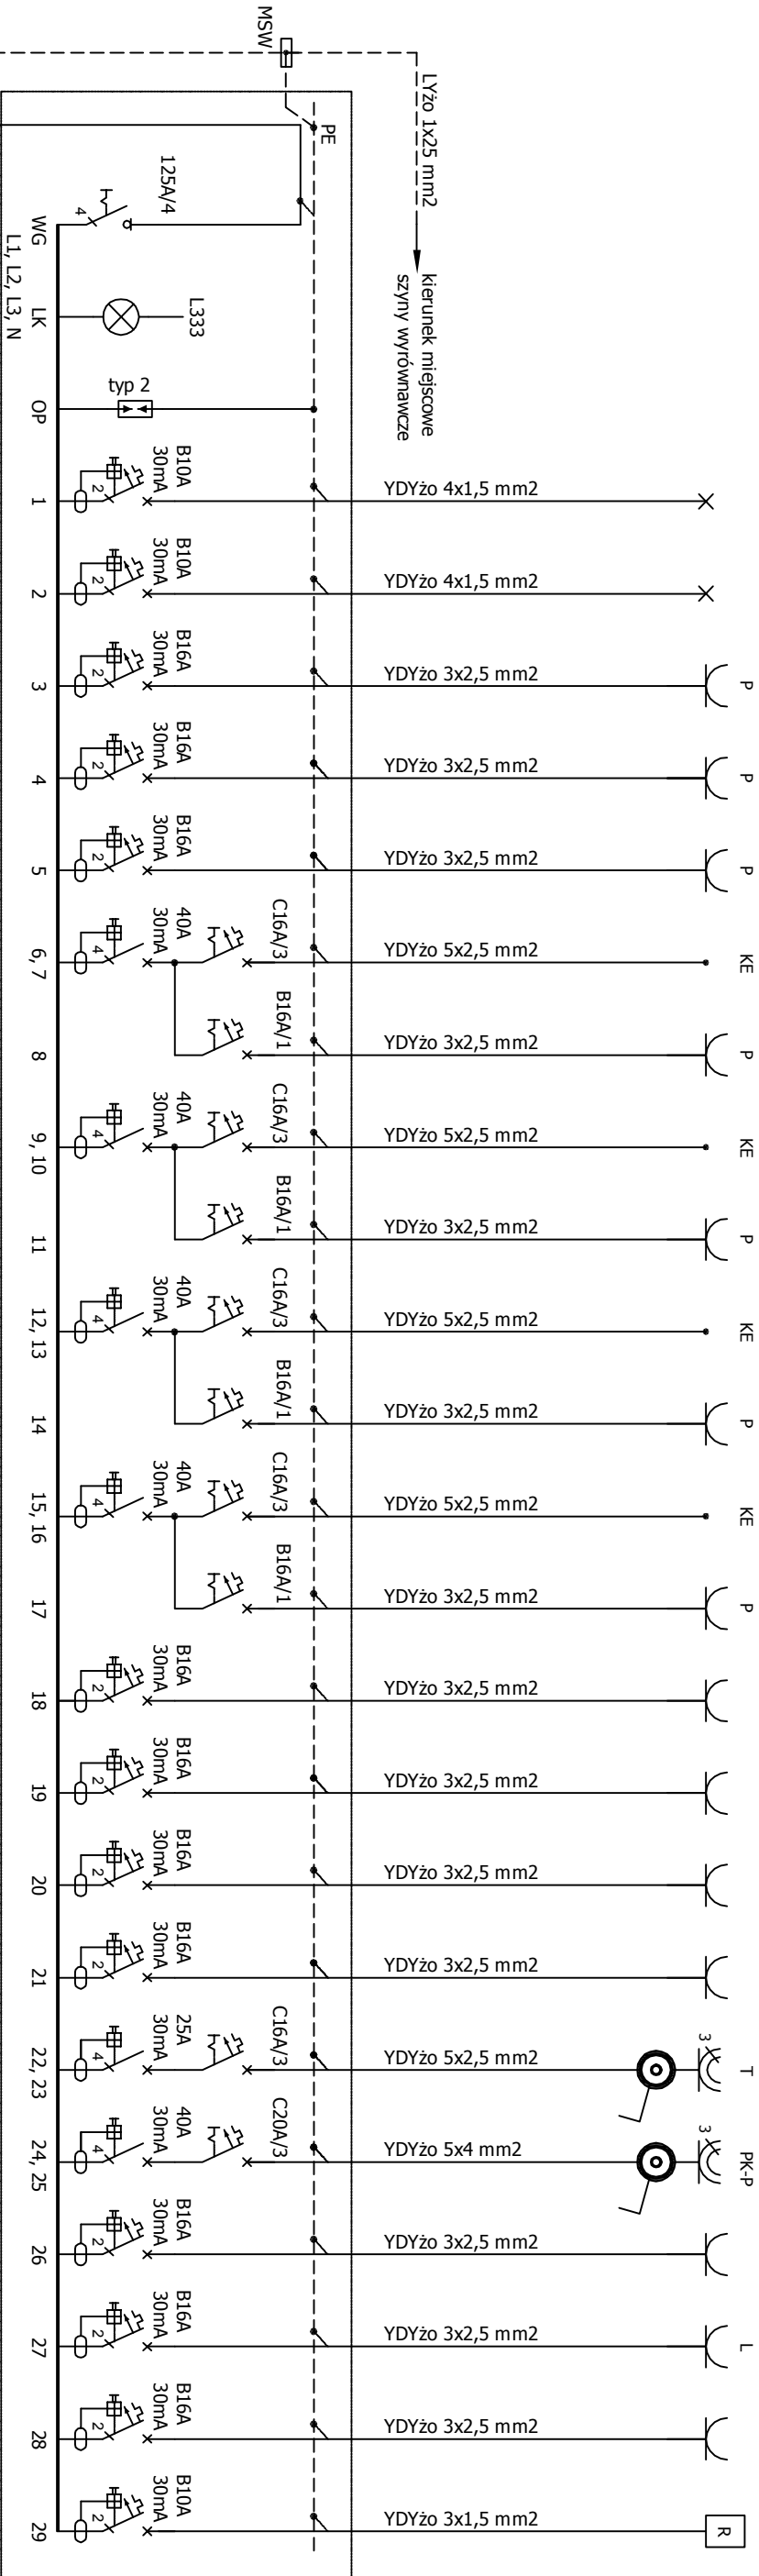 MSW
LYżo 1x25 mm2
kierunek miejscowe
szyny wyrównawcze
PE
125A/4
4
WG
L1, L2, L3, N
L333
LK
typ 2
OP
YDYżo 4x1,5 mm2
B10A
30mA
2
1
YDYżo 4x1,5 mm2
B10A
30mA
2
2
P
YDYżo 3x2,5 mm2
B16A
30mA
2
3
P
YDYżo 3x2,5 mm2
B16A
30mA
2
4
P
YDYżo 3x2,5 mm2
B16A
30mA
2
5
KE
YDYżo 5x2,5 mm2
C16A/3
40A
30mA
4
6, 7
P
YDYżo 3x2,5 mm2
B16A/1
8
KE
YDYżo 5x2,5 mm2
C16A/3
40A
30mA
4
9, 10
P
YDYżo 3x2,5 mm2
B16A/1
11
KE
YDYżo 5x2,5 mm2
C16A/3
40A
30mA
4
12, 13
P
YDYżo 3x2,5 mm2
B16A/1
14
KE
YDYżo 5x2,5 mm2
C16A/3
40A
30mA
4
15, 16
P
YDYżo 3x2,5 mm2
B16A/1
17
YDYżo 3x2,5 mm2
B16A
30mA
2
18
YDYżo 3x2,5 mm2
B16A
30mA
2
19
YDYżo 3x2,5 mm2
B16A
30mA
2
20
YDYżo 3x2,5 mm2
B16A
30mA
2
21
T
3
YDYżo 5x2,5 mm2
C16A/3
25A
30mA
4
22, 23
PK-P
3
YDYżo 5x4 mm2
C20A/3
40A
30mA
4
24, 25
YDYżo 3x2,5 mm2
B16A
30mA
2
26
L
YDYżo 3x2,5 mm2
B16A
30mA
2
27
YDYżo 3x2,5 mm2
B16A
30mA
2
28
R
YDYżo 3x1,5 mm2
B10A
30mA
2
29